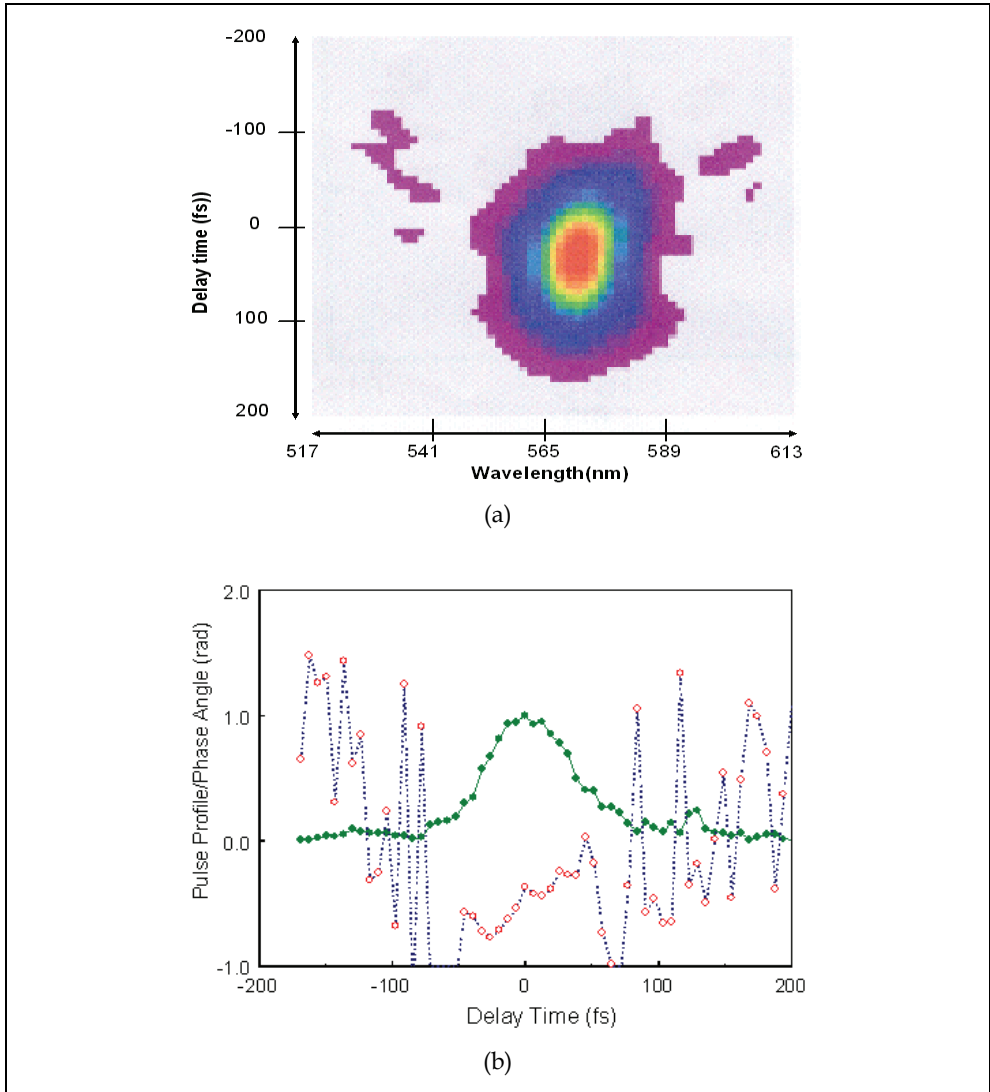 -200
-100
0
100
200
Delay time (fs))
517 541 565 589 613
Wavelength(nm)
(a)
2.0
1.0
0.0
-1.0
Pulse Profile/Phase Angle (rad)
-200 -100 0 100 200
Delay Time (fs)
(b)